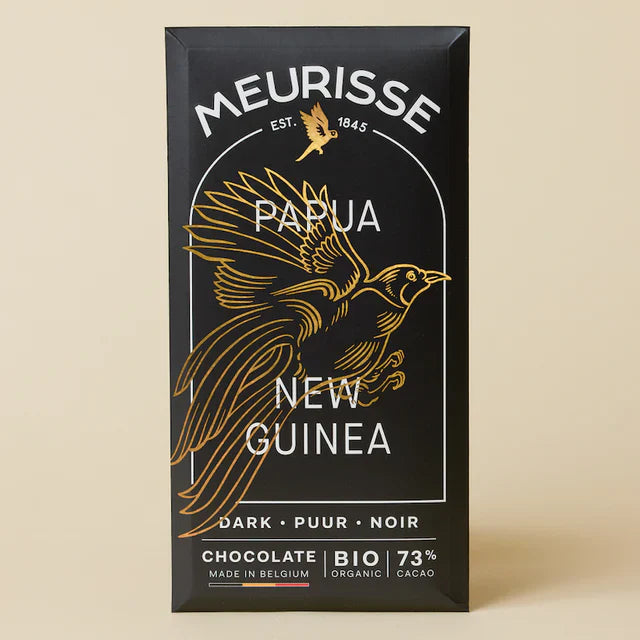 MEURISSE
EST. 1845
PAPUA
NEW
GUINEA
DARK • PUUR • NOIR
CHOCOLATE | BIO | 73%
MADE IN BELGIUM ORGANIC CACAO